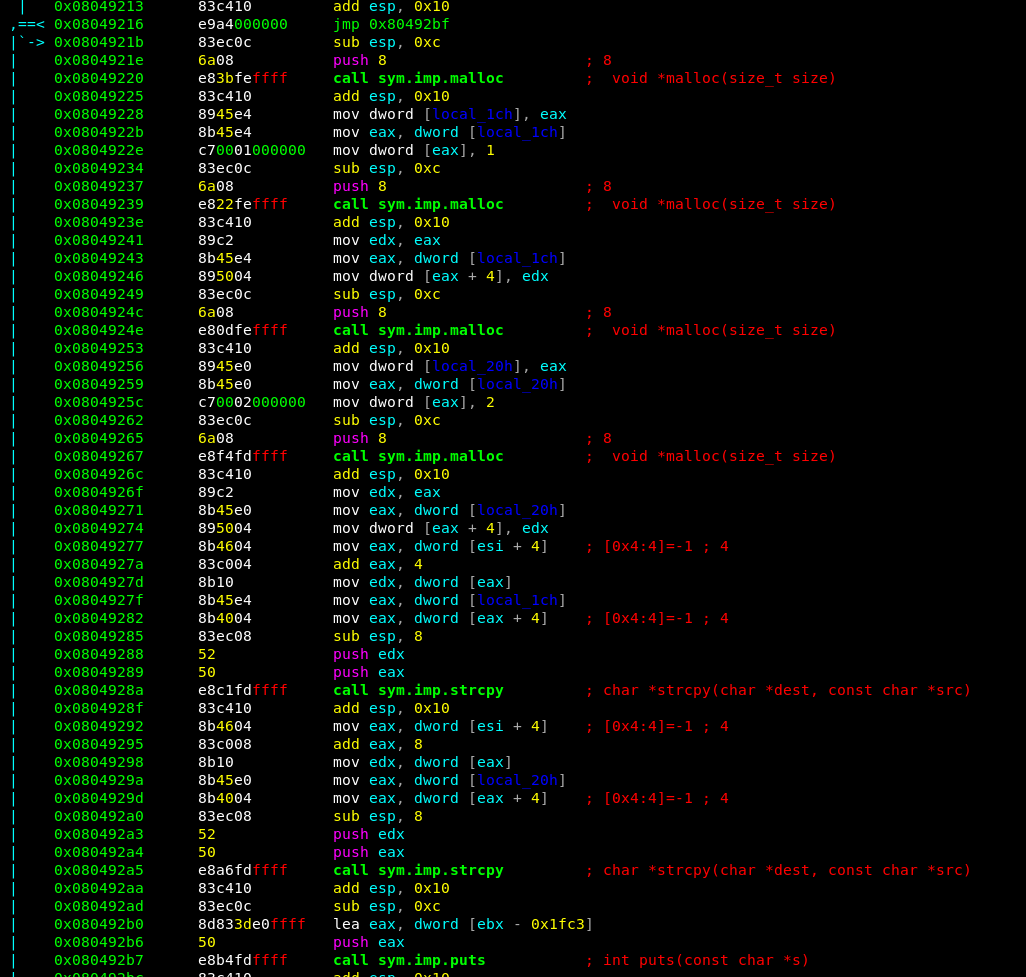 |   0x08049213      83c410         add esp, 0x10
,==< 0x08049216      e9a4000000     jmp 0x80492bf
|`-> 0x0804921b      83ec0c         sub esp, 0xc
|    0x0804921e      6a08           push 8                      ; 8
|    0x08049220      e83bfeffff     call sym.imp.malloc         ;  void *malloc(size_t size)
|    0x08049225      83c410         add esp, 0x10
|    0x08049228      8945e4         mov dword [local_1ch], eax
|    0x0804922b      8b45e4         mov eax, dword [local_1ch]
|    0x0804922e      c70001000000   mov dword [eax], 1
|    0x08049234      83ec0c         sub esp, 0xc
|    0x08049237      6a08           push 8                      ; 8
|    0x08049239      e822feffff     call sym.imp.malloc         ;  void *malloc(size_t size)
|    0x0804923e      83c410         add esp, 0x10
|    0x08049241      89c2           mov edx, eax
|    0x08049243      8b45e4         mov eax, dword [local_1ch]
|    0x08049246      895004         mov dword [eax + 4], edx
|    0x08049249      83ec0c         sub esp, 0xc
|    0x0804924c      6a08           push 8                      ; 8
|    0x0804924e      e80dfeffff     call sym.imp.malloc         ;  void *malloc(size_t size)
|    0x08049253      83c410         add esp, 0x10
|    0x08049256      8945e0         mov dword [local_20h], eax
|    0x08049259      8b45e0         mov eax, dword [local_20h]
|    0x0804925c      c70002000000   mov dword [eax], 2
|    0x08049262      83ec0c         sub esp, 0xc
|    0x08049265      6a08           push 8                      ; 8
|    0x08049267      e8f4fdffff     call sym.imp.malloc         ;  void *malloc(size_t size)
|    0x0804926c      83c410         add esp, 0x10
|    0x0804926f      89c2           mov edx, eax
|    0x08049271      8b45e0         mov eax, dword [local_20h]
|    0x08049274      895004         mov dword [eax + 4], edx
|    0x08049277      8b4604         mov eax, dword [esi + 4]    ; [0x4:4]=-1 ; 4
|    0x0804927a      83c004         add eax, 4
|    0x0804927d      8b10           mov edx, dword [eax]
|    0x0804927f      8b45e4         mov eax, dword [local_1ch]
|    0x08049282      8b4004         mov eax, dword [eax + 4]    ; [0x4:4]=-1 ; 4
|    0x08049285      83ec08         sub esp, 8
|    0x08049288      52             push edx
|    0x08049289      50             push eax
|    0x0804928a      e8c1fdffff     call sym.imp.strcpy         ; char *strcpy(char *dest, const char *src)
|    0x0804928f      83c410         add esp, 0x10
|    0x08049292      8b4604         mov eax, dword [esi + 4]    ; [0x4:4]=-1 ; 4
|    0x08049295      83c008         add eax, 8
|    0x08049298      8b10           mov edx, dword [eax]
|    0x0804929a      8b45e0         mov eax, dword [local_20h]
|    0x0804929d      8b4004         mov eax, dword [eax + 4]    ; [0x4:4]=-1 ; 4
|    0x080492a0      83ec08         sub esp, 8
|    0x080492a3      52             push edx
|    0x080492a4      50             push eax
|    0x080492a5      e8a6fdffff     call sym.imp.strcpy         ; char *strcpy(char *dest, const char *src)
|    0x080492aa      83c410         add esp, 0x10
|    0x080492ad      83ec0c         sub esp, 0xc
|    0x080492b0      8d833de0ffff   lea eax, dword [ebx - 0x1fc3]
|    0x080492b6      50             push eax
|    0x080492b7      e8b4fdffff     call sym.imp.puts           ; int puts(const char *s)
|    0x080492bc      83c410         add esp, 0x10